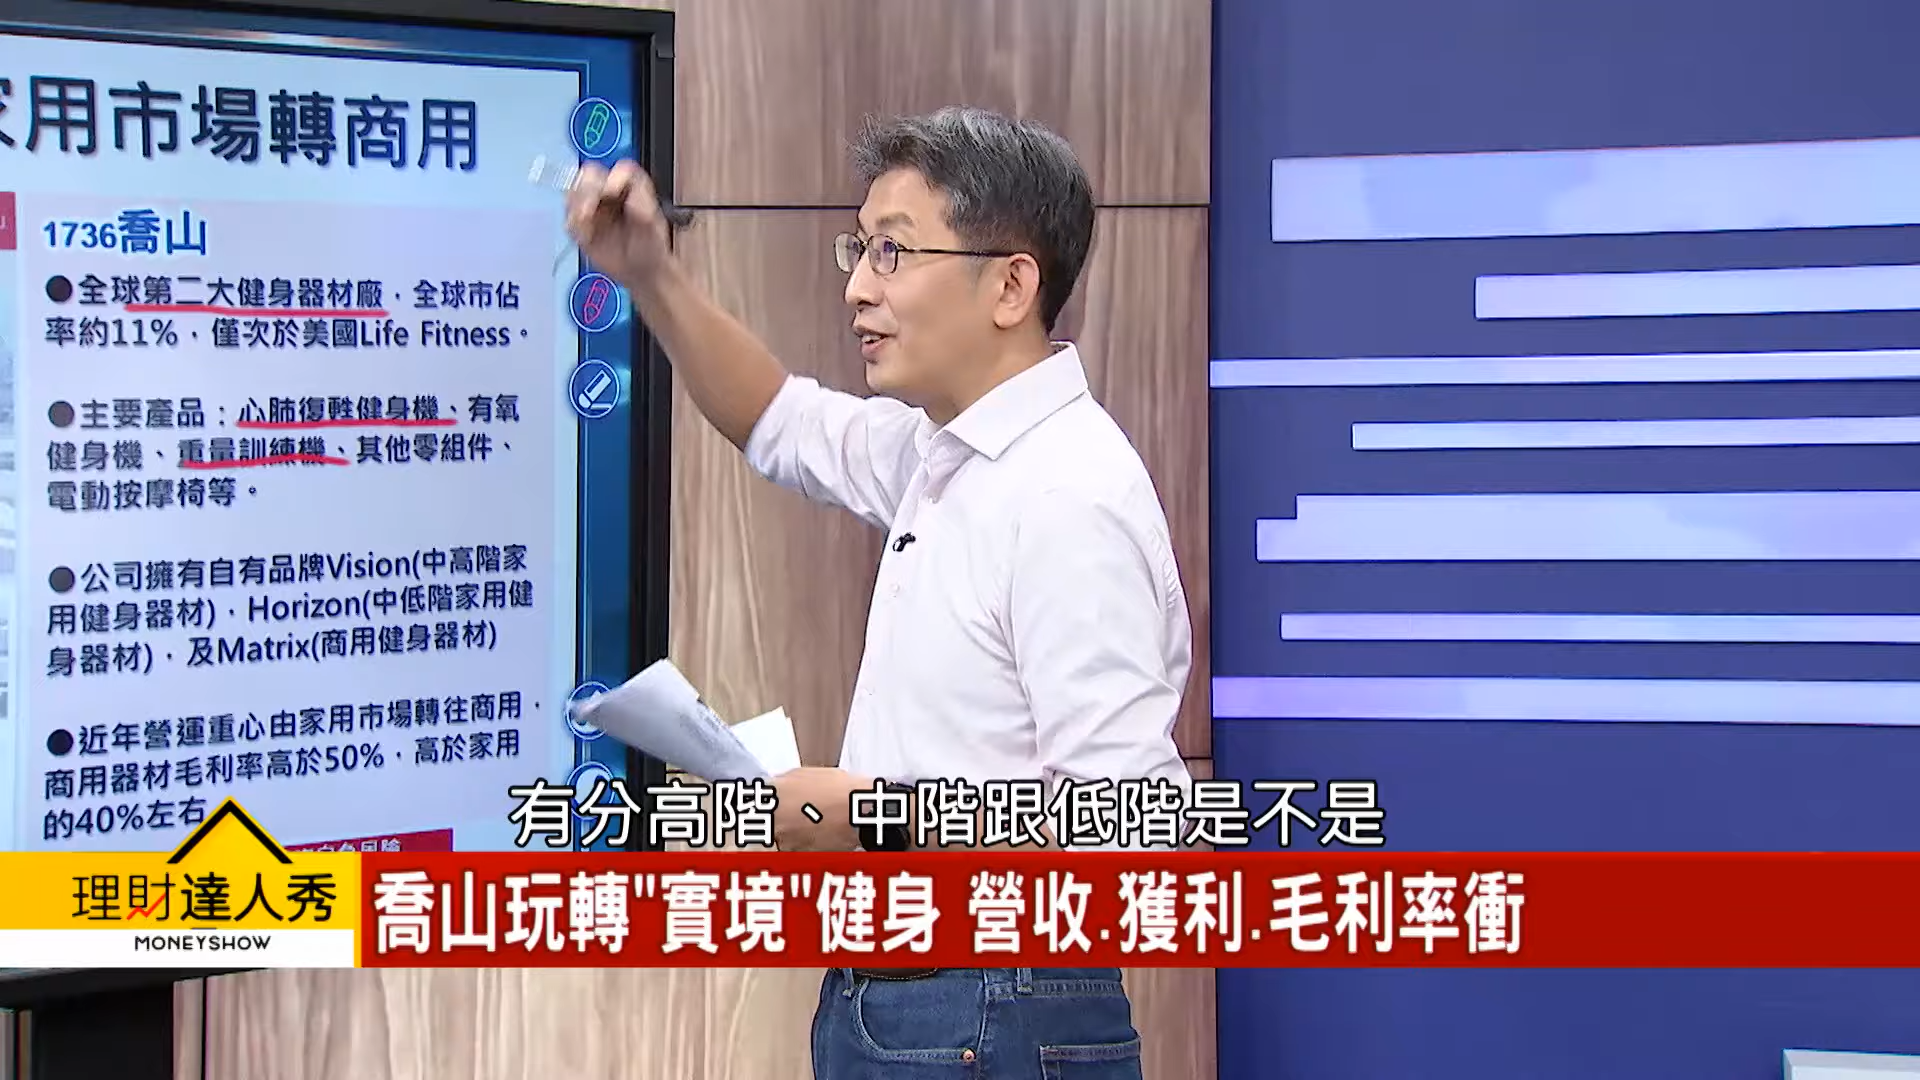 家用市場轉商用
1736喬山
●全球第二大健身器材廠，全球市佔
率約11%，僅次於美國Life Fitness。
●主要產品：心肺復甦健身機、有氧
健身機、重量訓練機、其他零組件、
電動按摩椅等。
●公司擁有自有品牌Vision(中高階家
用健身器材)，Horizon(中低階家用健
身器材)，及Matrix(商用健身器材)
●近年營運重心由家用市場轉往商用，
商用器材毛利率高於50%，高於家用
的40%左右
有分高階、中階跟低階是不是
理財達人秀
MONEYSHOW
喬山玩轉"實境"健身 營收.獲利.毛利率衝